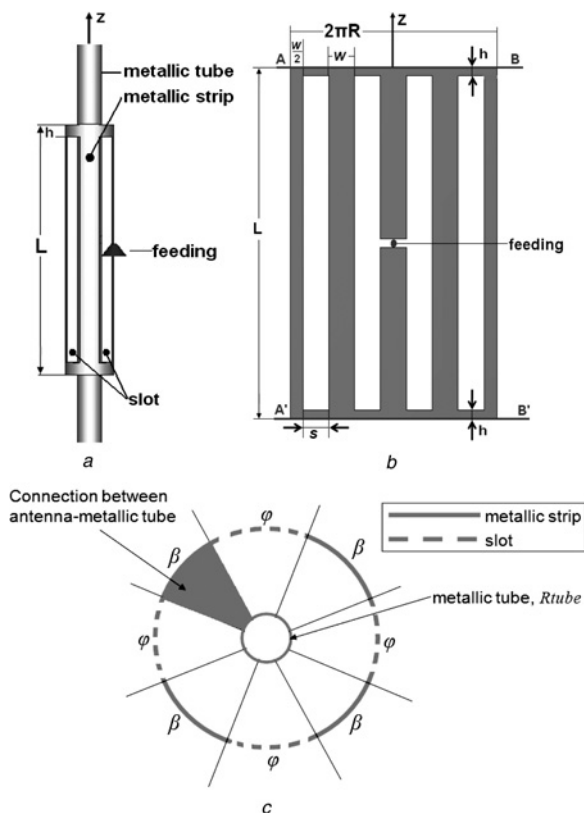 z
metallic tube
metallic strip
h
L
feeding
slot
a
2πR
z
A
B
W/2
W
h
L
feeding
A'
B'
s
h
b
Connection between
antenna-metallic tube
φ
β
β
metallic strip
slot
metallic tube, Rtube
φ
φ
β
β
φ
c